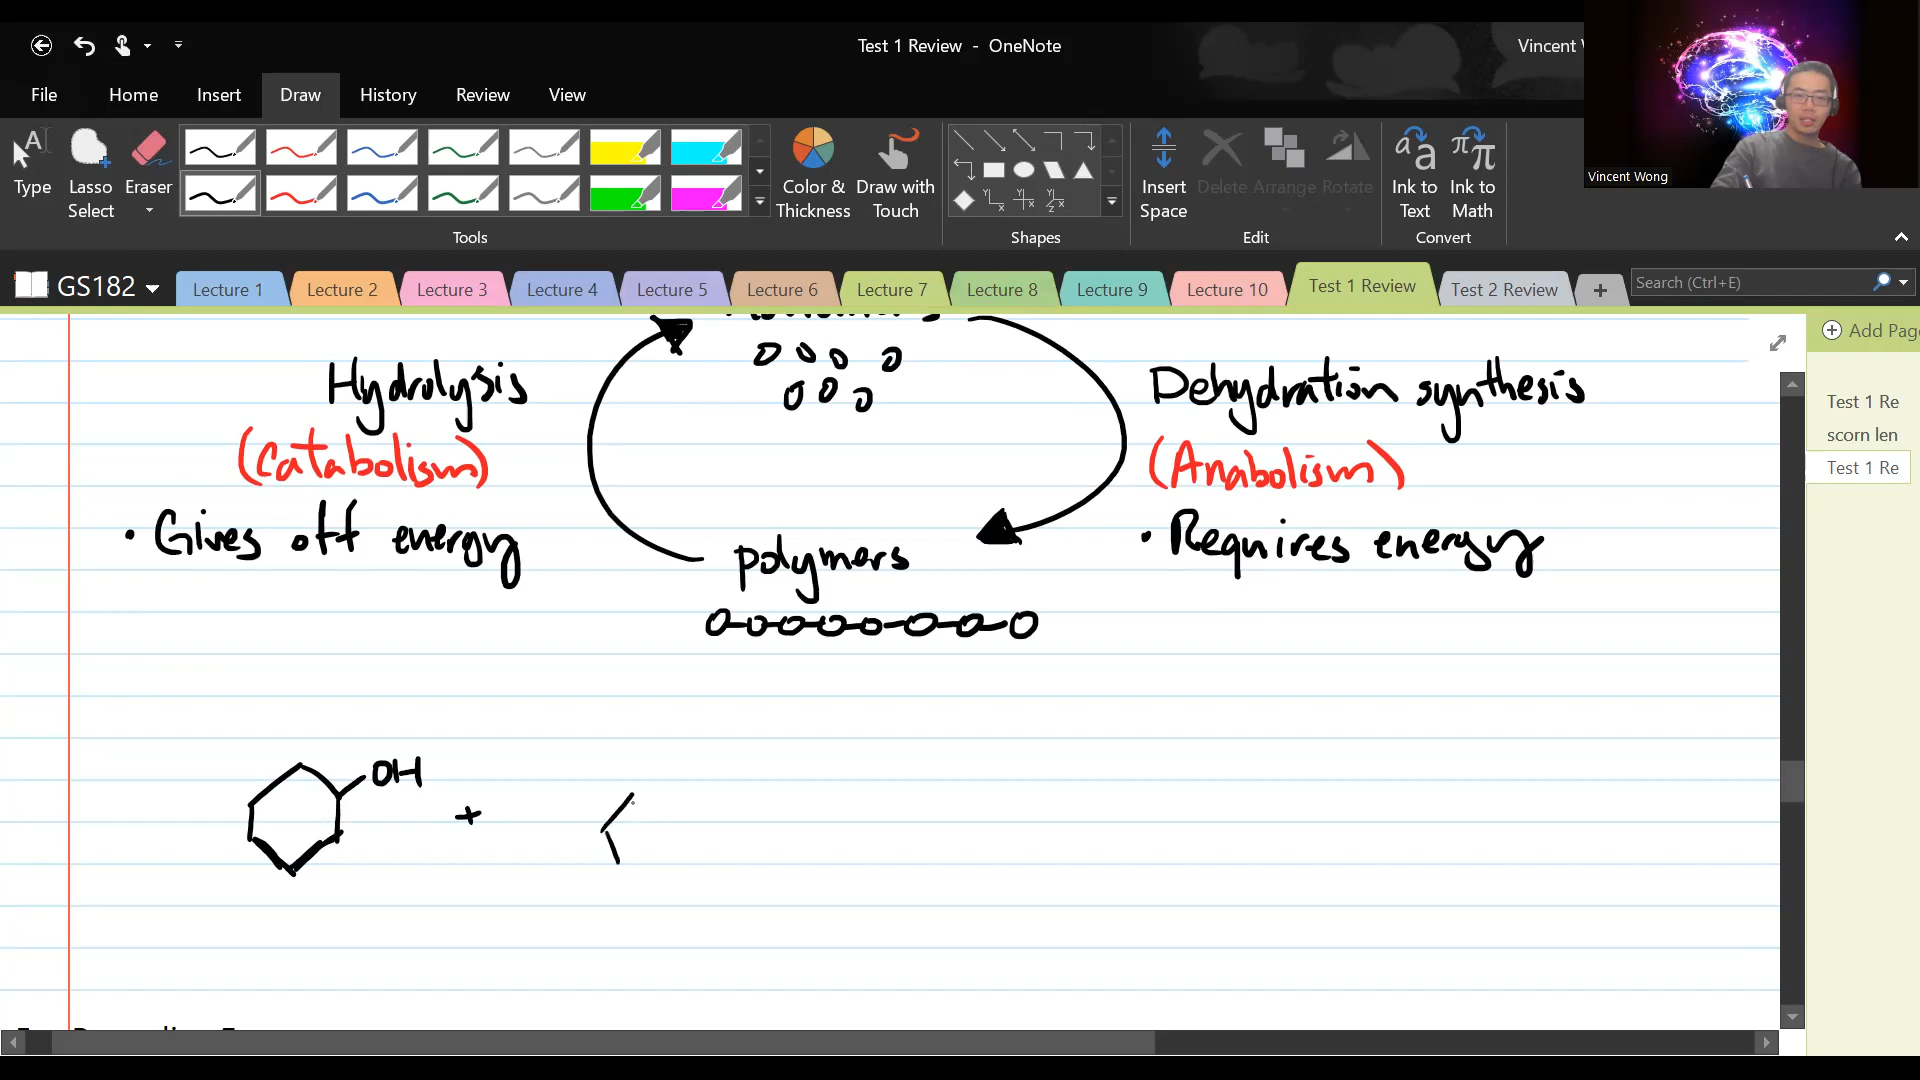 Test 1 Review - OneNote
Vincent W
Vincent Wong
File Home Insert Draw History Review View
Type
Lasso Select
Eraser
Color & Thickness
Draw with Touch
Insert Space
Delete Arrange Rotate
Ink to Text
Ink to Math
Tools Shapes Edit Convert
GS182 Lecture 1 Lecture 2 Lecture 3 Lecture 4 Lecture 5 Lecture 6 Lecture 7 Lecture 8 Lecture 9 Lecture 10 Test 1 Review Test 2 Review + Search (Ctrl+E)
Add Page
Test 1 Re
scorn len
Test 1 Re
Hydrolysis
(Catabolism)
• Gives off energy
polymers
Dehydration synthesis
(Anabolism)
• Requires energy
OH
+